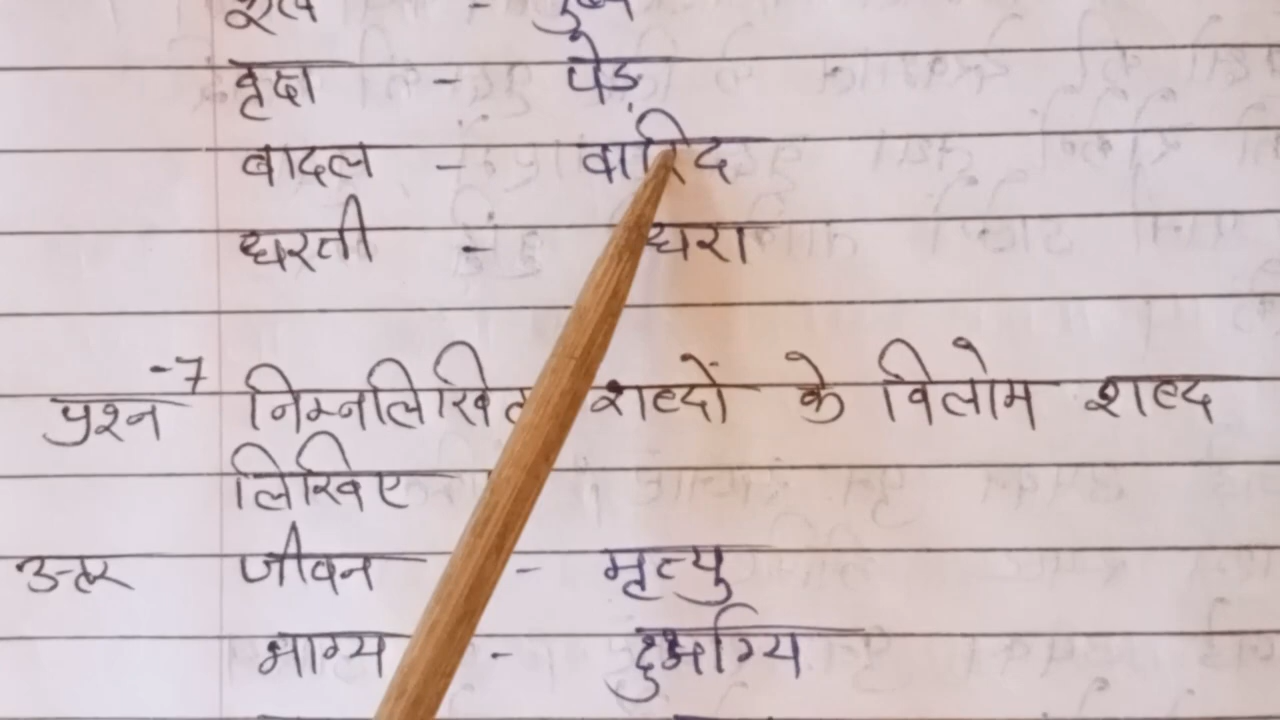 वृक्ष - पेड़
बादल - वारिद
धरती - धरा
प्रश्न -7 निम्नलिखित शब्दों के विलोम शब्द
लिखिए
उत्तर जीवन - मृत्यु
भाग्य - दुर्भाग्य